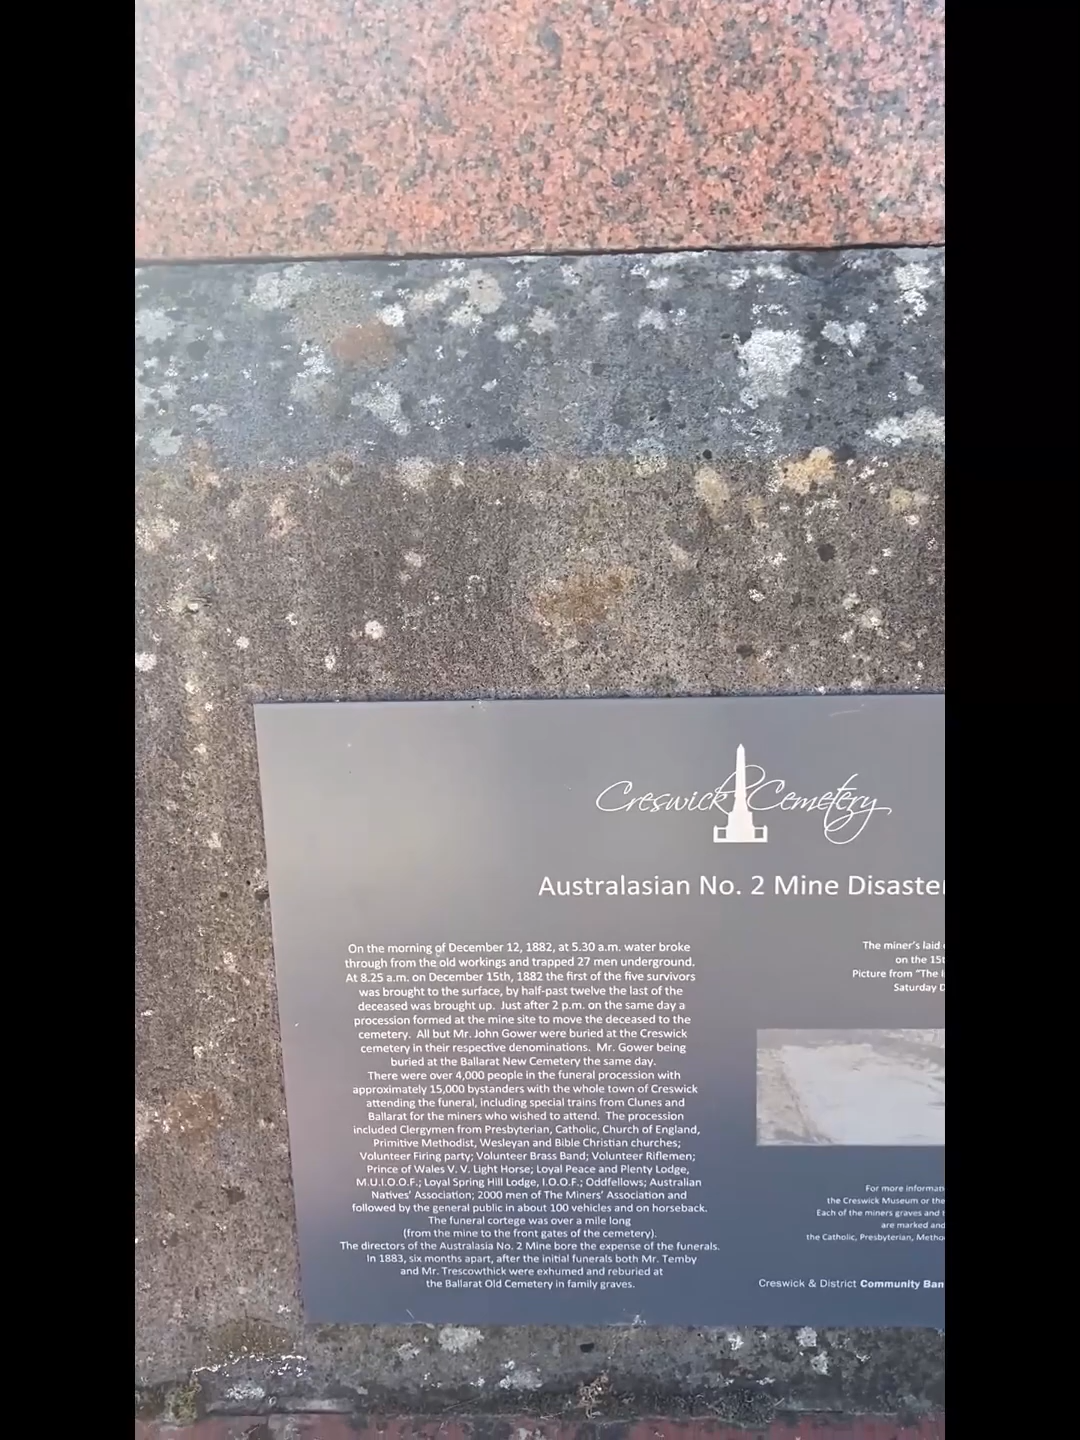 Creswick Cemetery
Australasian No. 2 Mine Disaster
On the morning of December 12, 1882, at 5.30 a.m. water broke
through from the old workings and trapped 27 men underground.
At 8.25 a.m. on December 15th, 1882 the first of the five survivors
was brought to the surface, by half-past twelve the last of the
deceased was brought up. Just after 2 p.m. on the same day a
procession formed at the mine site to move the deceased to the
cemetery. All but Mr. John Gower were buried at the Creswick
cemetery in their respective denominations. Mr. Gower being
buried at the Ballarat New Cemetery the same day.
There were over 4,000 people in the funeral procession with
approximately 15,000 bystanders with the whole town of Creswick
attending the funeral, including special trains from Clunes and
Ballarat for the miners who wished to attend. The procession
included Clergymen from Presbyterian, Catholic, Church of England,
Primitive Methodist, Wesleyan and Bible Christian churches;
Volunteer Firing party; Volunteer Brass Band; Volunteer Riflemen;
Prince of Wales V. V. Light Horse; Loyal Peace and Plenty Lodge,
M.U.I.O.O.F.; Loyal Spring Hill Lodge, I.O.O.F.; Oddfellows; Australian
Natives' Association; 2000 men of The Miners' Association and
followed by the general public in about 100 vehicles and on horseback.
The funeral cortege was over a mile long
(from the mine to the front gates of the cemetery).
The directors of the Australasia No. 2 Mine bore the expense of the funerals.
In 1883, six months apart, after the initial funerals both Mr. Temby
and Mr. Trescowthick were exhumed and reburied at
the Ballarat Old Cemetery in family graves.
The miner's laid
on the 15t
Picture from "The I
Saturday D
For more informat
the Creswick Museum or the
Each of the miners graves and t
are marked and
the Catholic, Presbyterian, Metho
Creswick & District Community Ban